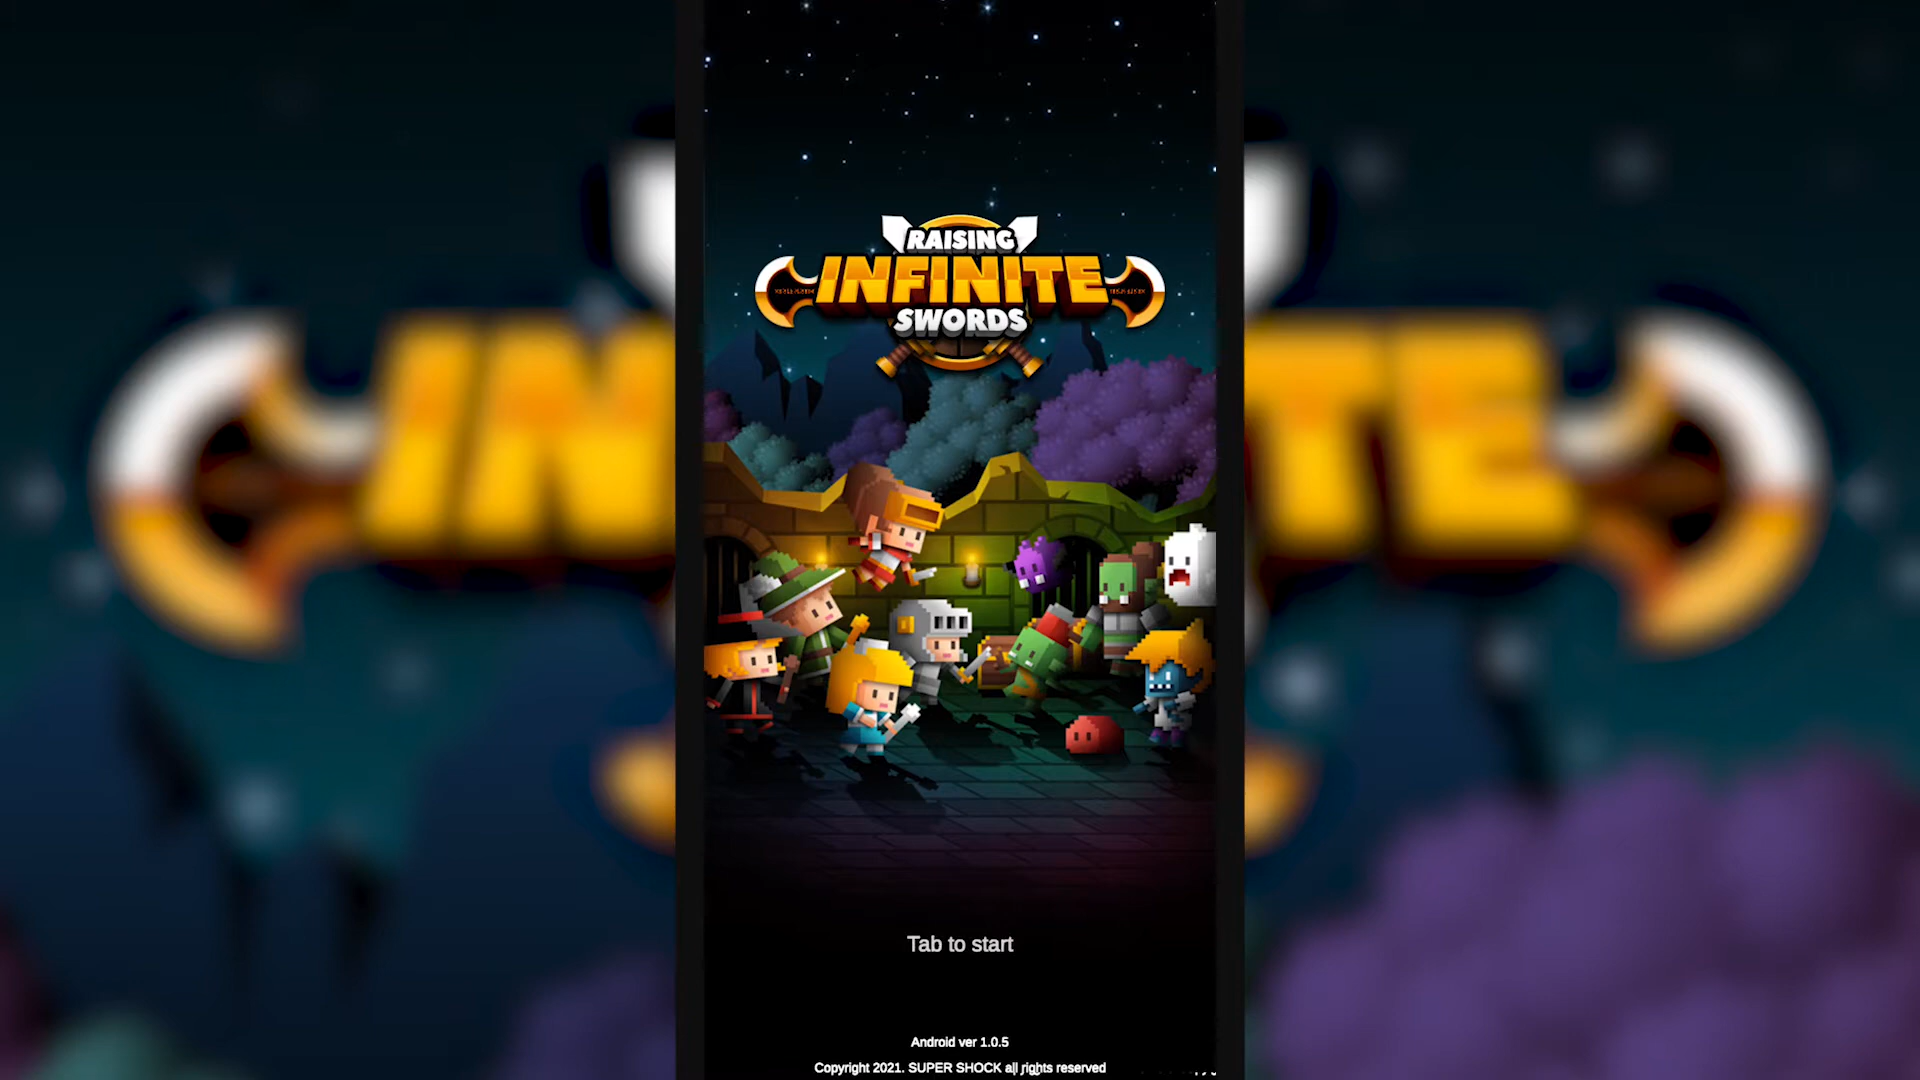 RAISING
INFINITE
SWORDS
Tab to start
Android ver 1.0.5
Copyright 2021. SUPER SHOCK all rights reserved